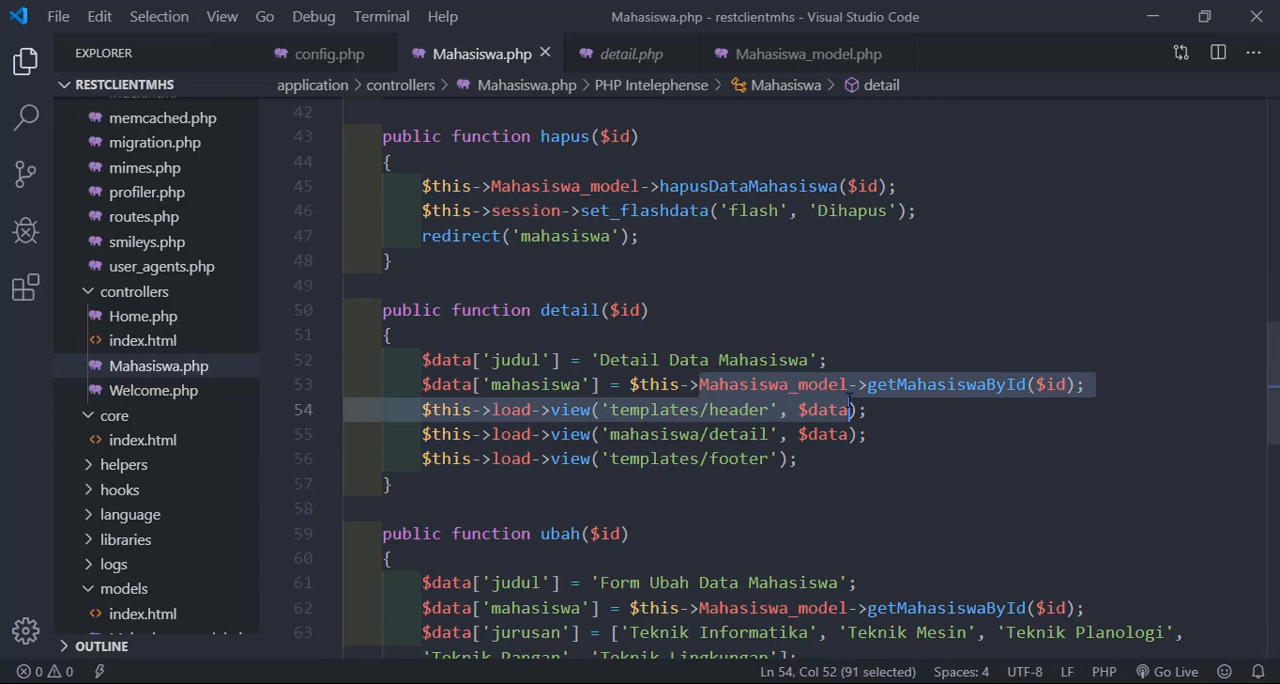 File Edit Selection View Go Debug Terminal Help
Mahasiswa.php - restclientmhs - Visual Studio Code
EXPLORER
config.php
Mahasiswa.php
detail.php
Mahasiswa_model.php
RESTCLIENTMHS
application > controllers > Mahasiswa.php > PHP Intelephense > Mahasiswa > detail
memcached.php
migration.php
mimes.php
profiler.php
routes.php
smileys.php
user_agents.php
controllers
Home.php
index.html
Mahasiswa.php
Welcome.php
core
index.html
helpers
hooks
language
libraries
logs
models
index.html
OUTLINE
42
43 public function hapus($id)
44 {
45 $this->Mahasiswa_model->hapusDataMahasiswa($id);
46 $this->session->set_flashdata('flash', 'Dihapus');
47 redirect('mahasiswa');
48 }
49
50 public function detail($id)
51 {
52 $data['judul'] = 'Detail Data Mahasiswa';
53 $data['mahasiswa'] = $this->Mahasiswa_model->getMahasiswaById($id);
54 $this->load->view('templates/header', $data);
55 $this->load->view('mahasiswa/detail', $data);
56 $this->load->view('templates/footer');
57 }
58
59 public function ubah($id)
60 {
61 $data['judul'] = 'Form Ubah Data Mahasiswa';
62 $data['mahasiswa'] = $this->Mahasiswa_model->getMahasiswaById($id);
63 $data['jurusan'] = ['Teknik Informatika', 'Teknik Mesin', 'Teknik Planologi',
'Teknik Pangan', 'Teknik Lingkungan'];
0 0 Ln 54, Col 52 (91 selected) Spaces: 4 UTF-8 LF PHP Go Live